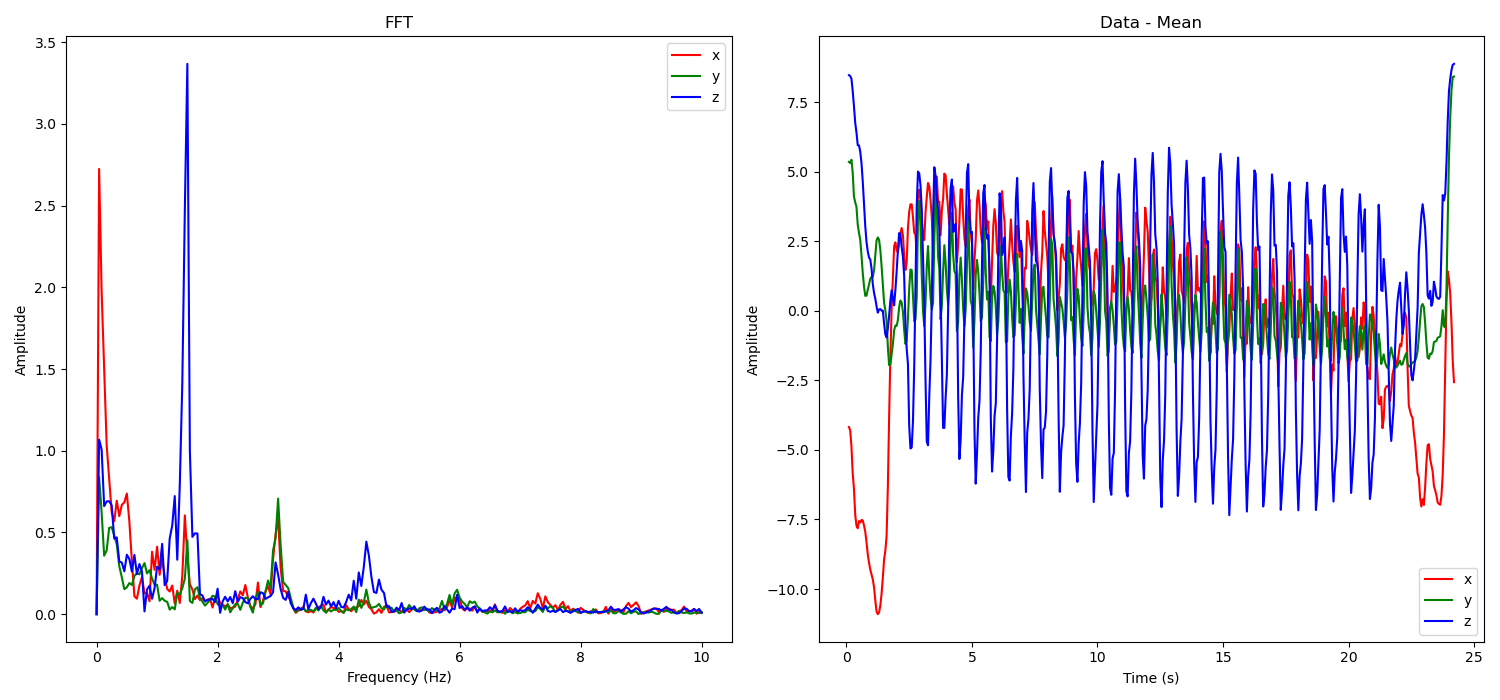 FFT
3.5
3.0
2.5
2.0
1.5
1.0
0.5
0.0
Amplitude
0
2
4
6
8
10
Frequency (Hz)
x
y
z
Data - Mean
7.5
5.0
2.5
0.0
−2.5
−5.0
−7.5
−10.0
Amplitude
0
5
10
15
20
25
Time (s)
x
y
z